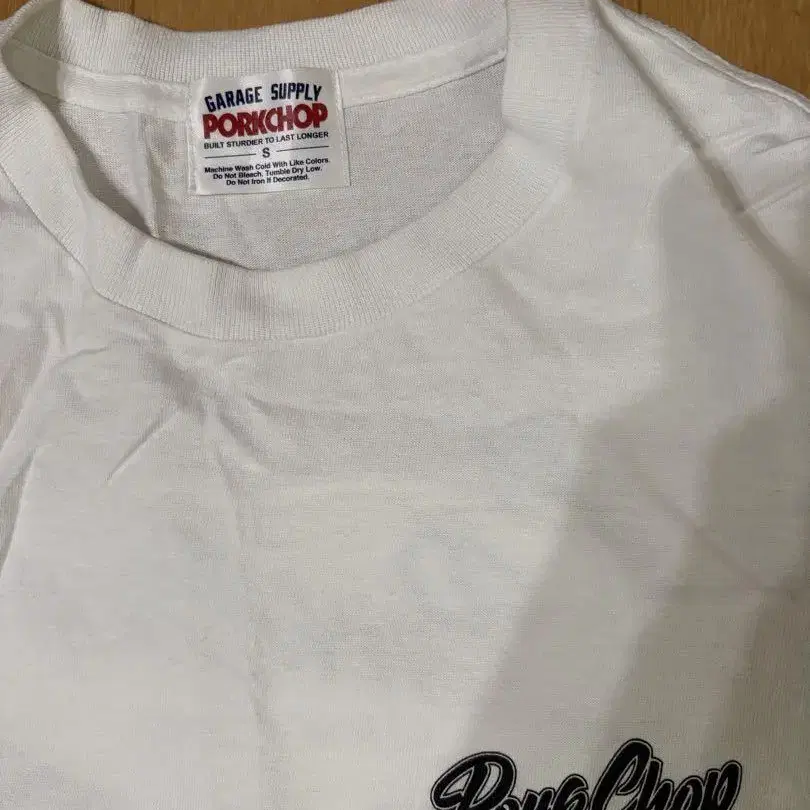 GARAGE SUPPLY
PORKCHOP
BUILT STURDIER TO LAST LONGER
S
Machine Wash Cold With Like Colors.
Do Not Bleach. Tumble Dry Low.
Do Not Iron If Decorated.
PorkChop